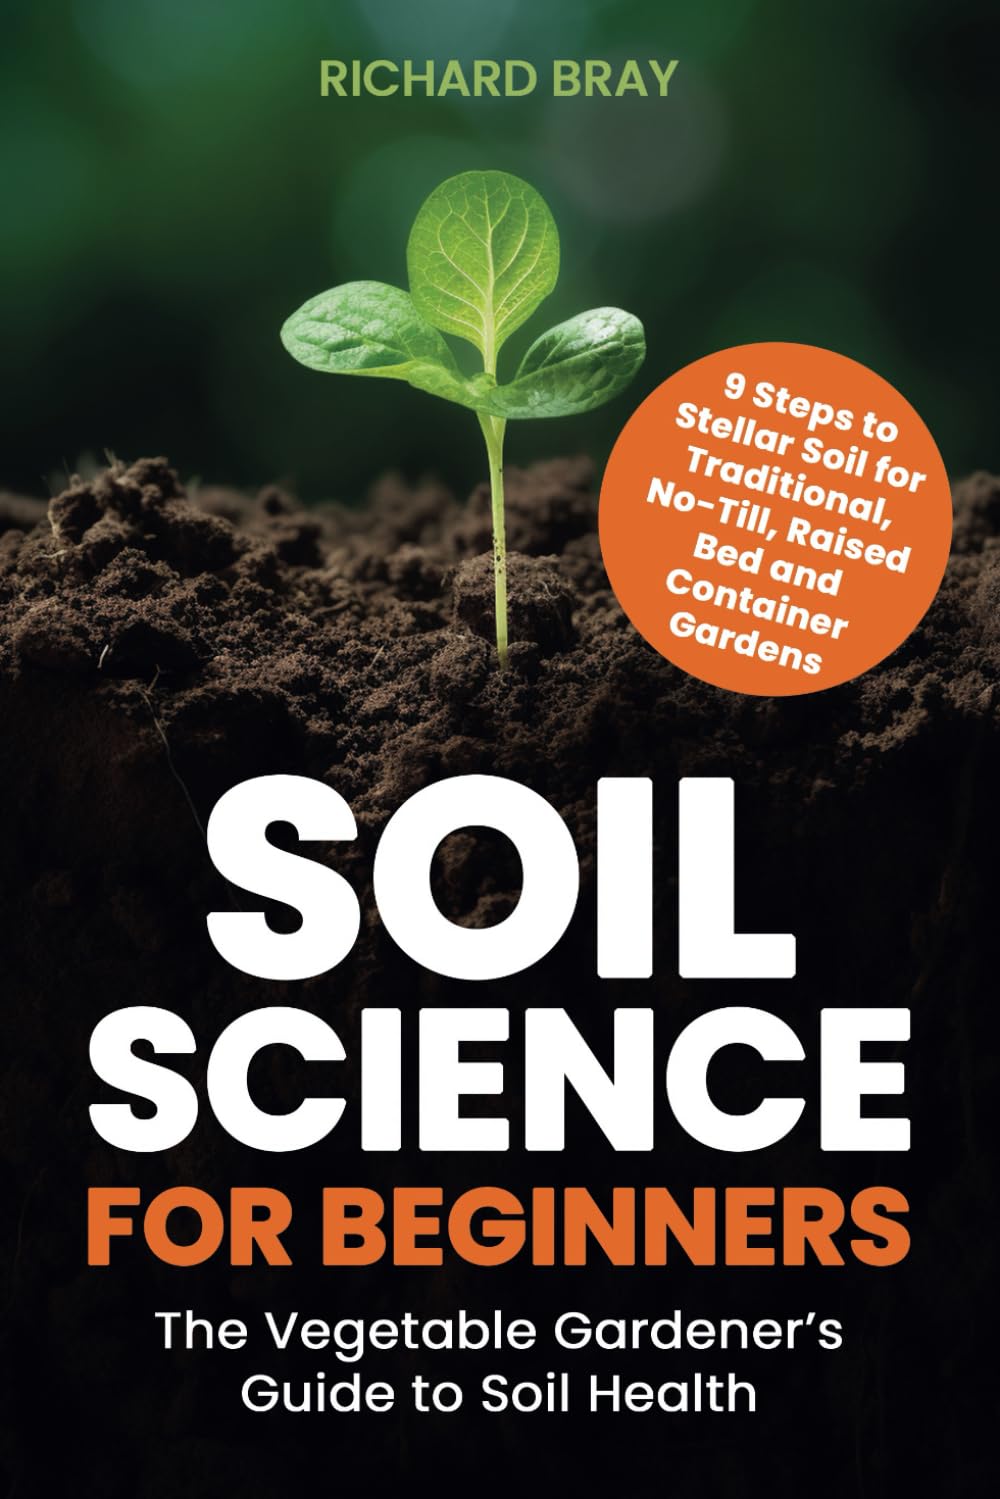 RICHARD BRAY
9 Steps to
Stellar Soil for
Traditional,
No-Till, Raised
Bed and
Container
Gardens
SOIL
SCIENCE
FOR BEGINNERS
The Vegetable Gardener’s
Guide to Soil Health